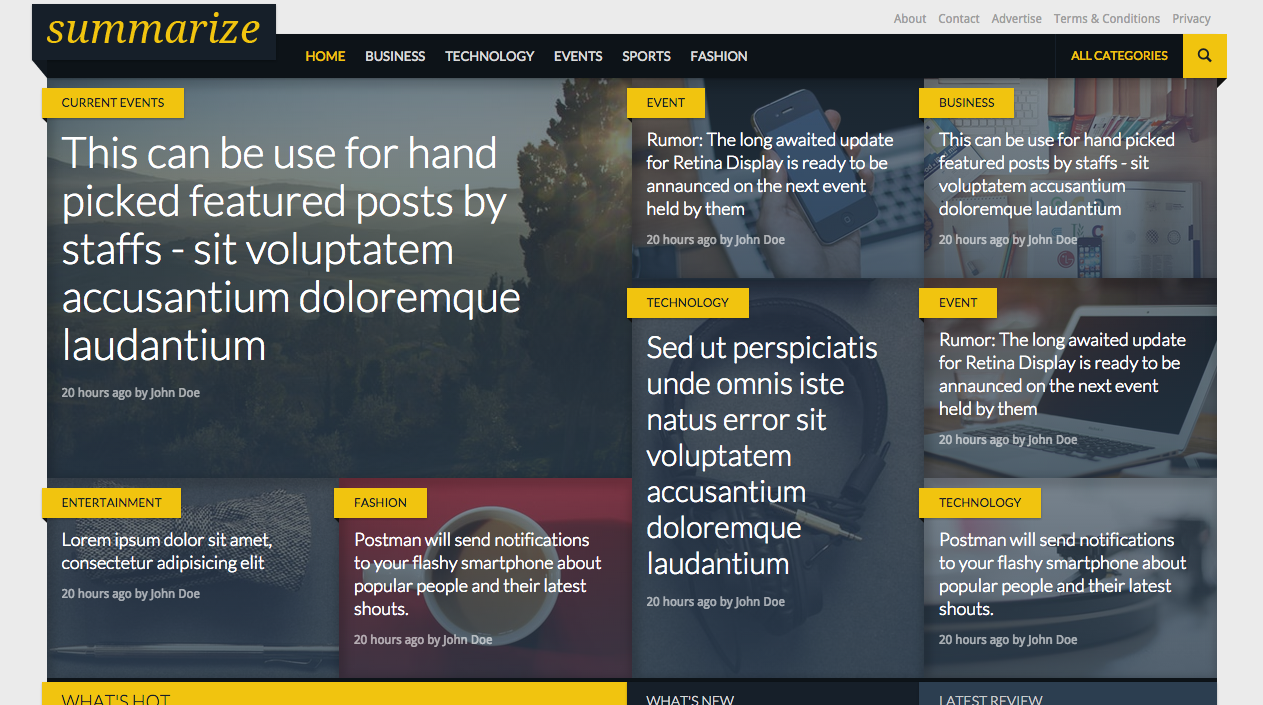 summarize
About Contact Advertise Terms & Conditions Privacy
HOME BUSINESS TECHNOLOGY EVENTS SPORTS FASHION ALL CATEGORIES
CURRENT EVENTS
This can be use for hand
picked featured posts by
staffs - sit voluptatem
accusantium doloremque
laudantium
20 hours ago by John Doe
EVENT
Rumor: The long awaited update
for Retina Display is ready to be
annaunced on the next event
held by them
20 hours ago by John Doe
BUSINESS
This can be use for hand picked
featured posts by staffs - sit
voluptatem accusantium
doloremque laudantium
20 hours ago by John Doe
TECHNOLOGY
Sed ut perspiciatis
unde omnis iste
natus error sit
voluptatem
accusantium
doloremque
laudantium
20 hours ago by John Doe
EVENT
Rumor: The long awaited update
for Retina Display is ready to be
annaunced on the next event
held by them
20 hours ago by John Doe
ENTERTAINMENT
Lorem ipsum dolor sit amet,
consectetur adipisicing elit
20 hours ago by John Doe
FASHION
Postman will send notifications
to your flashy smartphone about
popular people and their latest
shouts.
20 hours ago by John Doe
TECHNOLOGY
Postman will send notifications
to your flashy smartphone about
popular people and their latest
shouts.
20 hours ago by John Doe
WHAT'S HOT
WHAT'S NEW
LATEST REVIEW